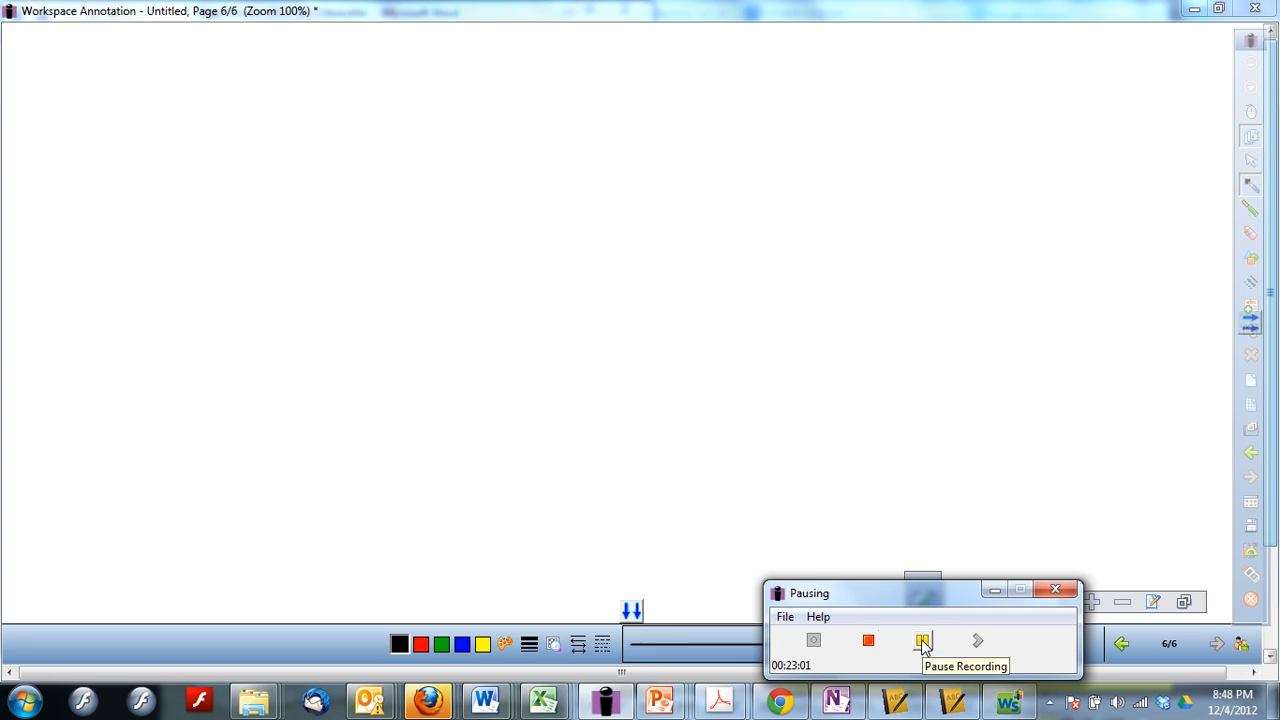 Workspace Annotation - Untitled, Page 6/6 (Zoom 100%) *
Pausing
File Help
00:23:01
Pause Recording
6/6
8:48 PM
12/4/2012